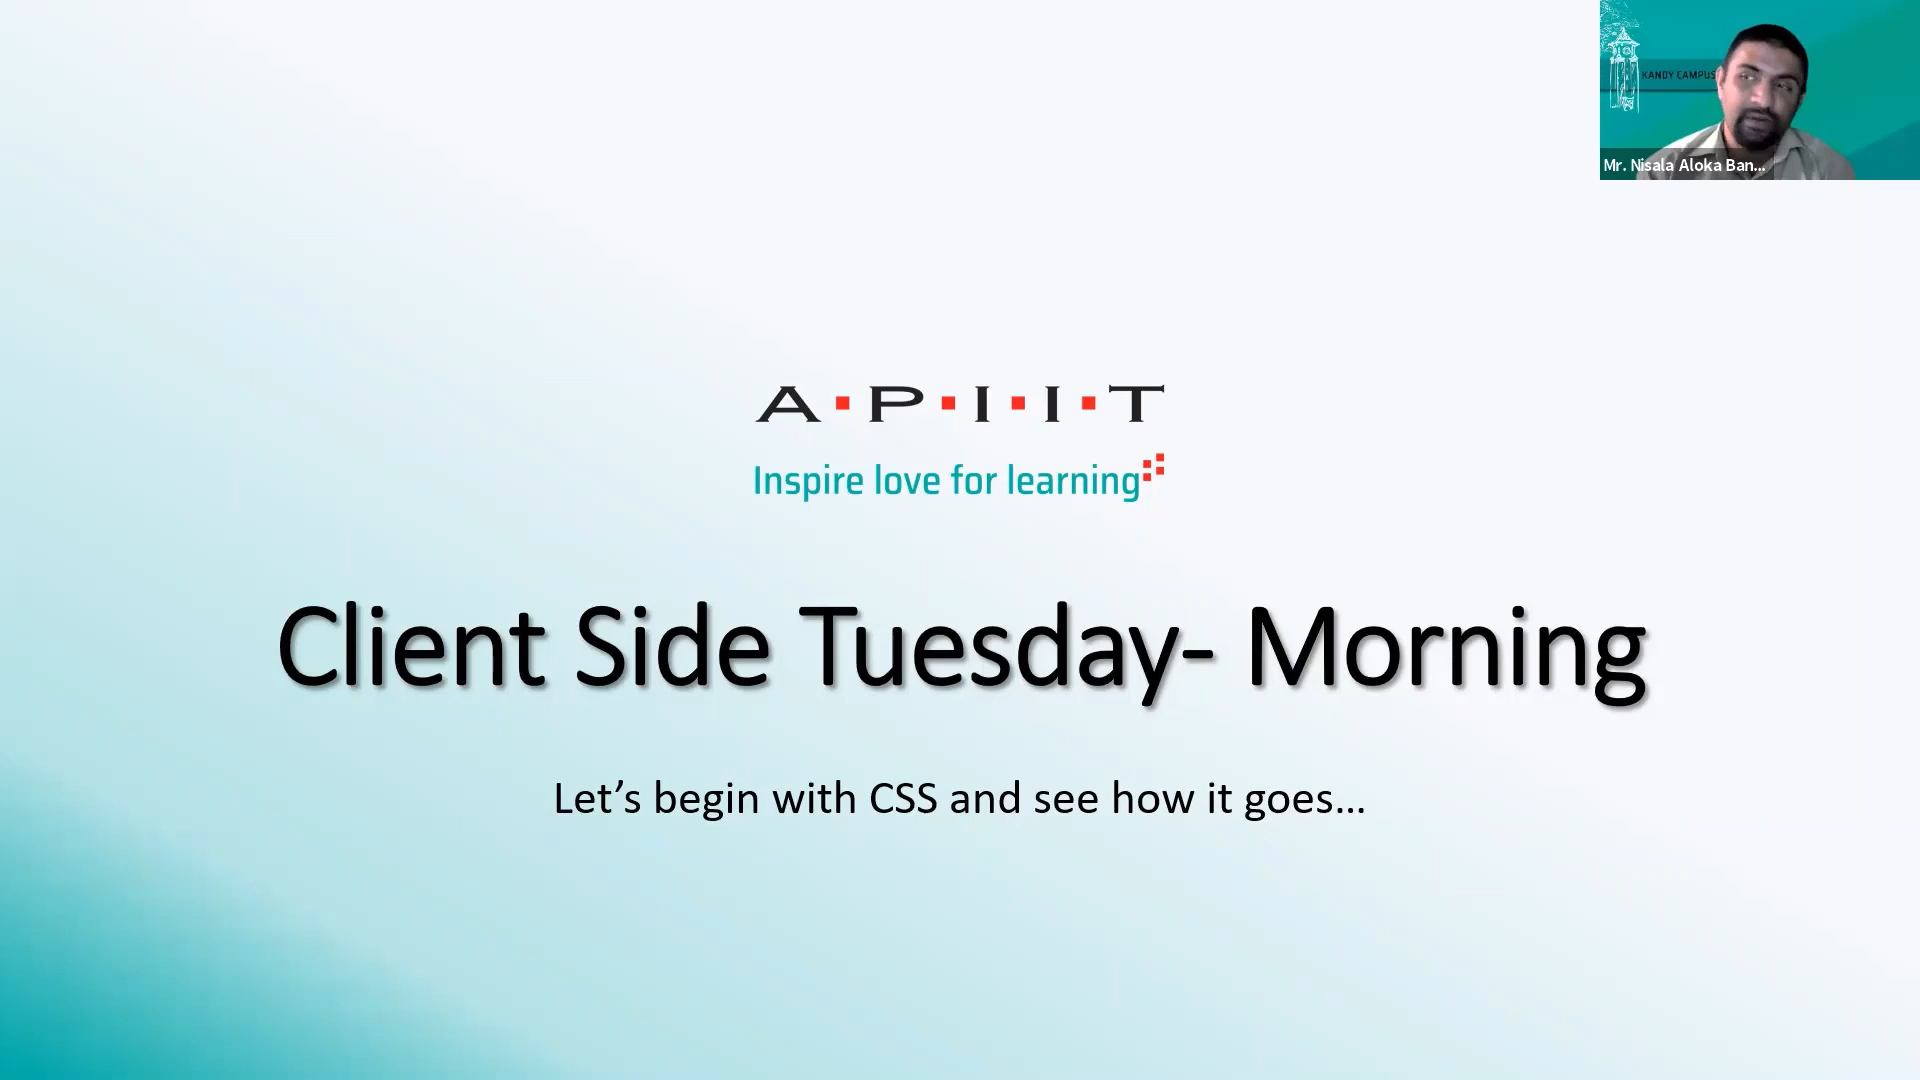 KANDY CAMPUS
Mr. Nisala Aloka Ban...
A·P·I·I·T
Inspire love for learning
Client Side Tuesday- Morning
Let’s begin with CSS and see how it goes…